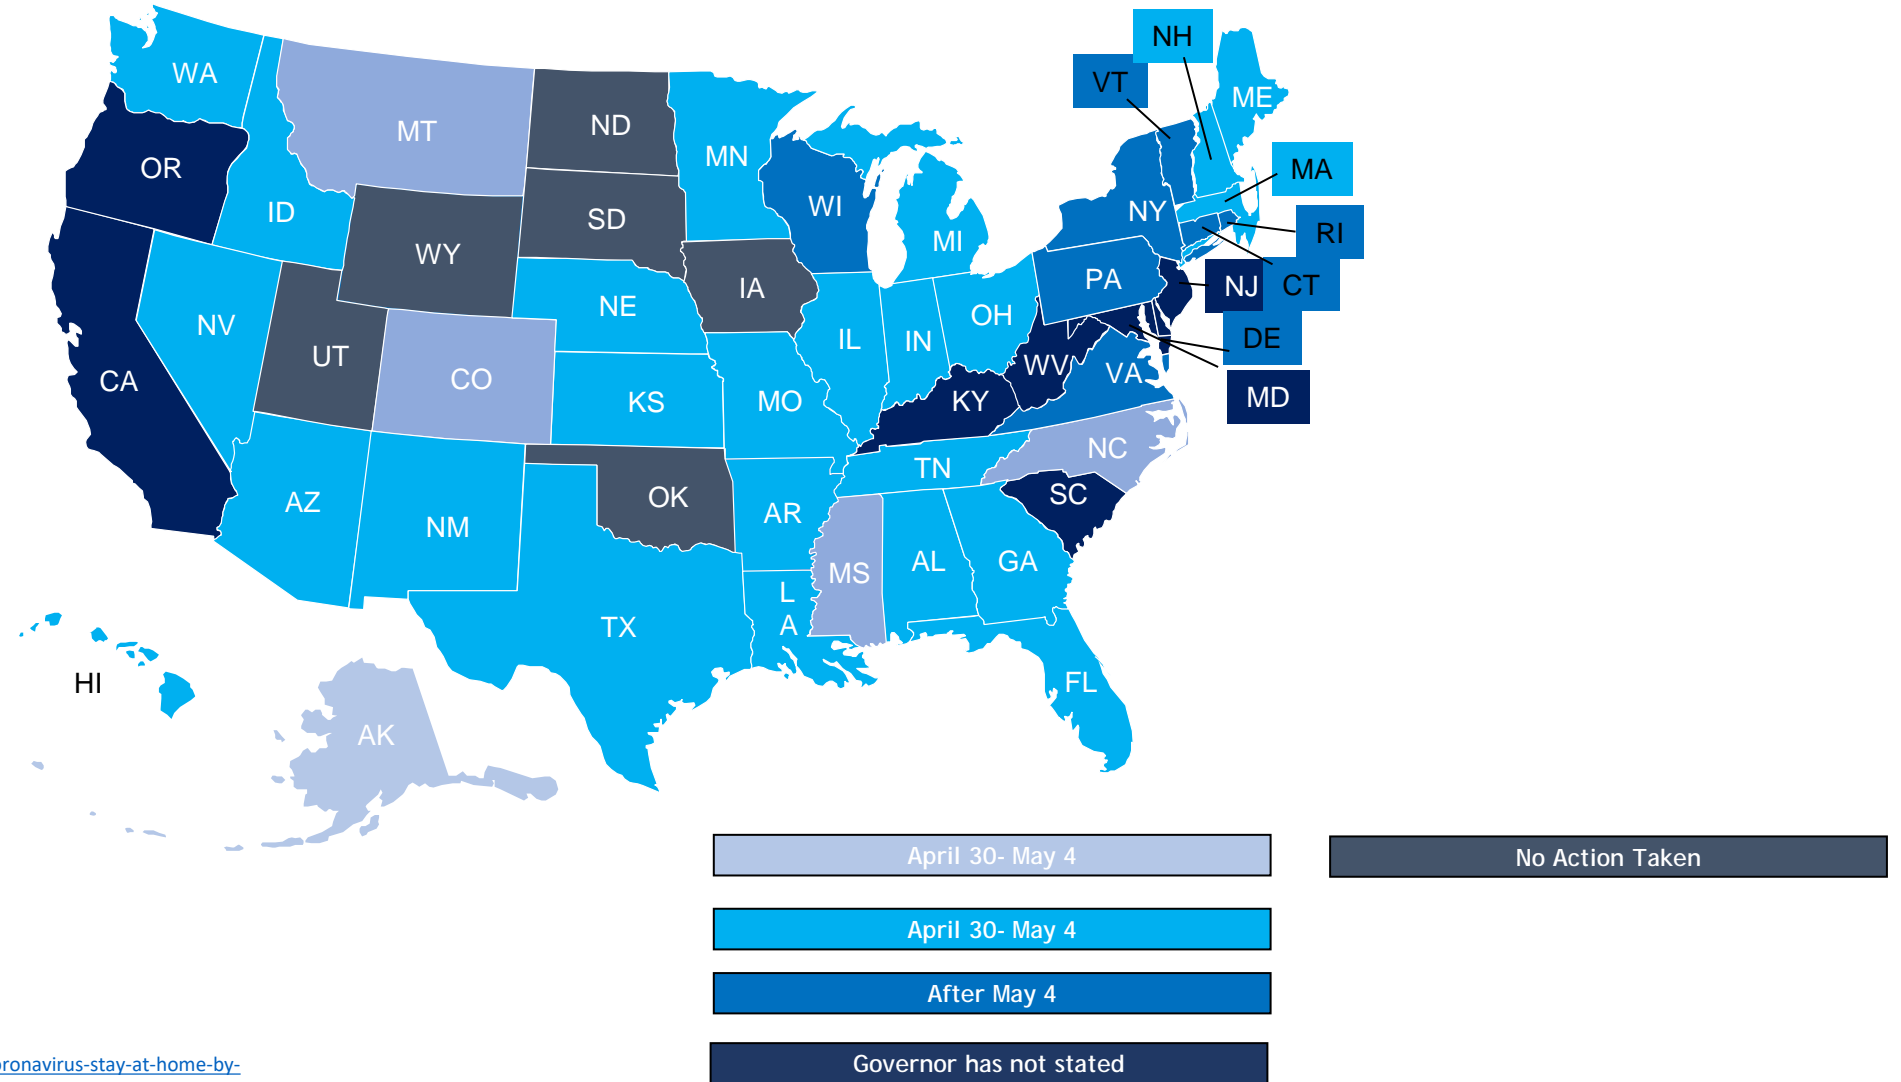 NH
WA
VT
ME
ND
MT
MN
OR
MA
WI
ID
SD
NY
RI
MI
WY
IA
PA
NJ
CT
NE
OH
NV
IL
IN
DE
UT
WV
VA
CO
CA
MD
KS
MO
KY
NC
TN
SC
OK
AZ
AR
NM
AL
GA
MS
L
A
TX
HI
FL
AK
April 30- May 4
No Action Taken
April 30- May 4
After May 4
Governor has not stated
oronavirus-stay-at-home-by-